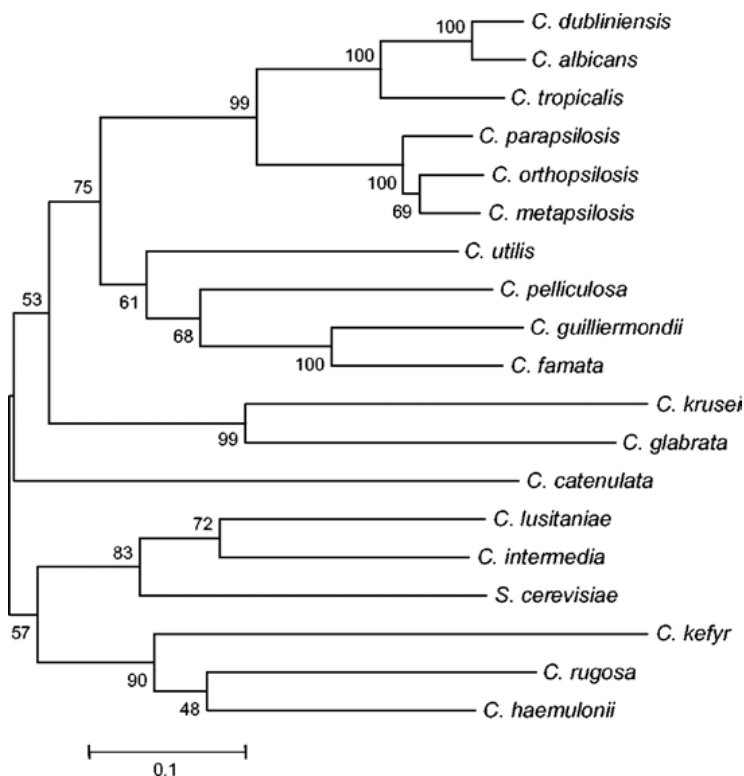 100 C. dubliniensis
100 C. albicans
99 C. tropicalis
C. parapsilosis
100 C. orthopsilosis
75 69 C. metapsilosis
C. utilis
61 C. pelliculosa
53 68 C. guilliermondii
100 C. famata
C. krusei
99 C. glabrata
C. catenulata
72 C. lusitaniae
83 C. intermedia
S. cerevisiae
57 C. kefyr
90 C. rugosa
48 C. haemulonii
0.1